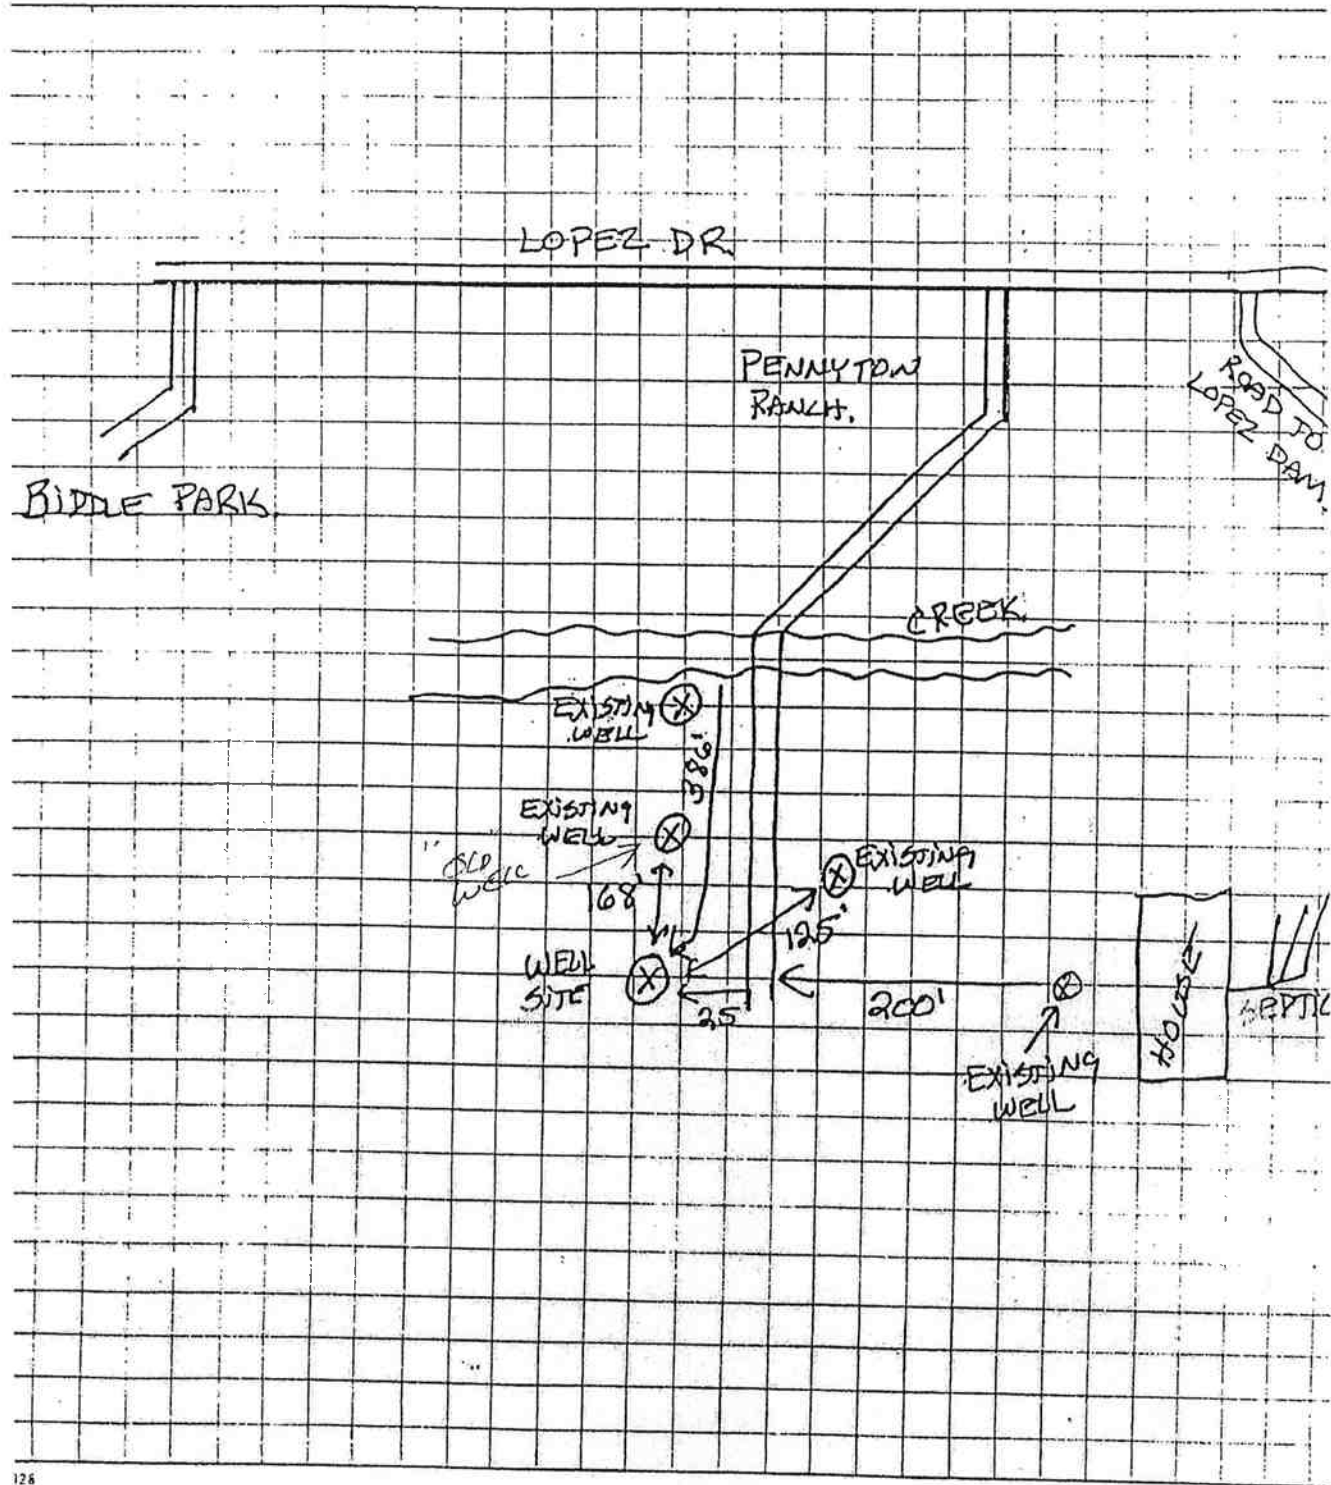 LOPEZ DR.
PENNYTON
RANCH.
ROAD TO
LOPEZ DAM.
BIDDLE PARK.
CREEK.
EXISTING
WELL
386'
EXISTING
WELL
"OLD
WELL"
168'
EXISTING
WELL
125'
WELL
SITE
25
200'
HOUSE
SEPTIC
EXISTING
WELL
128